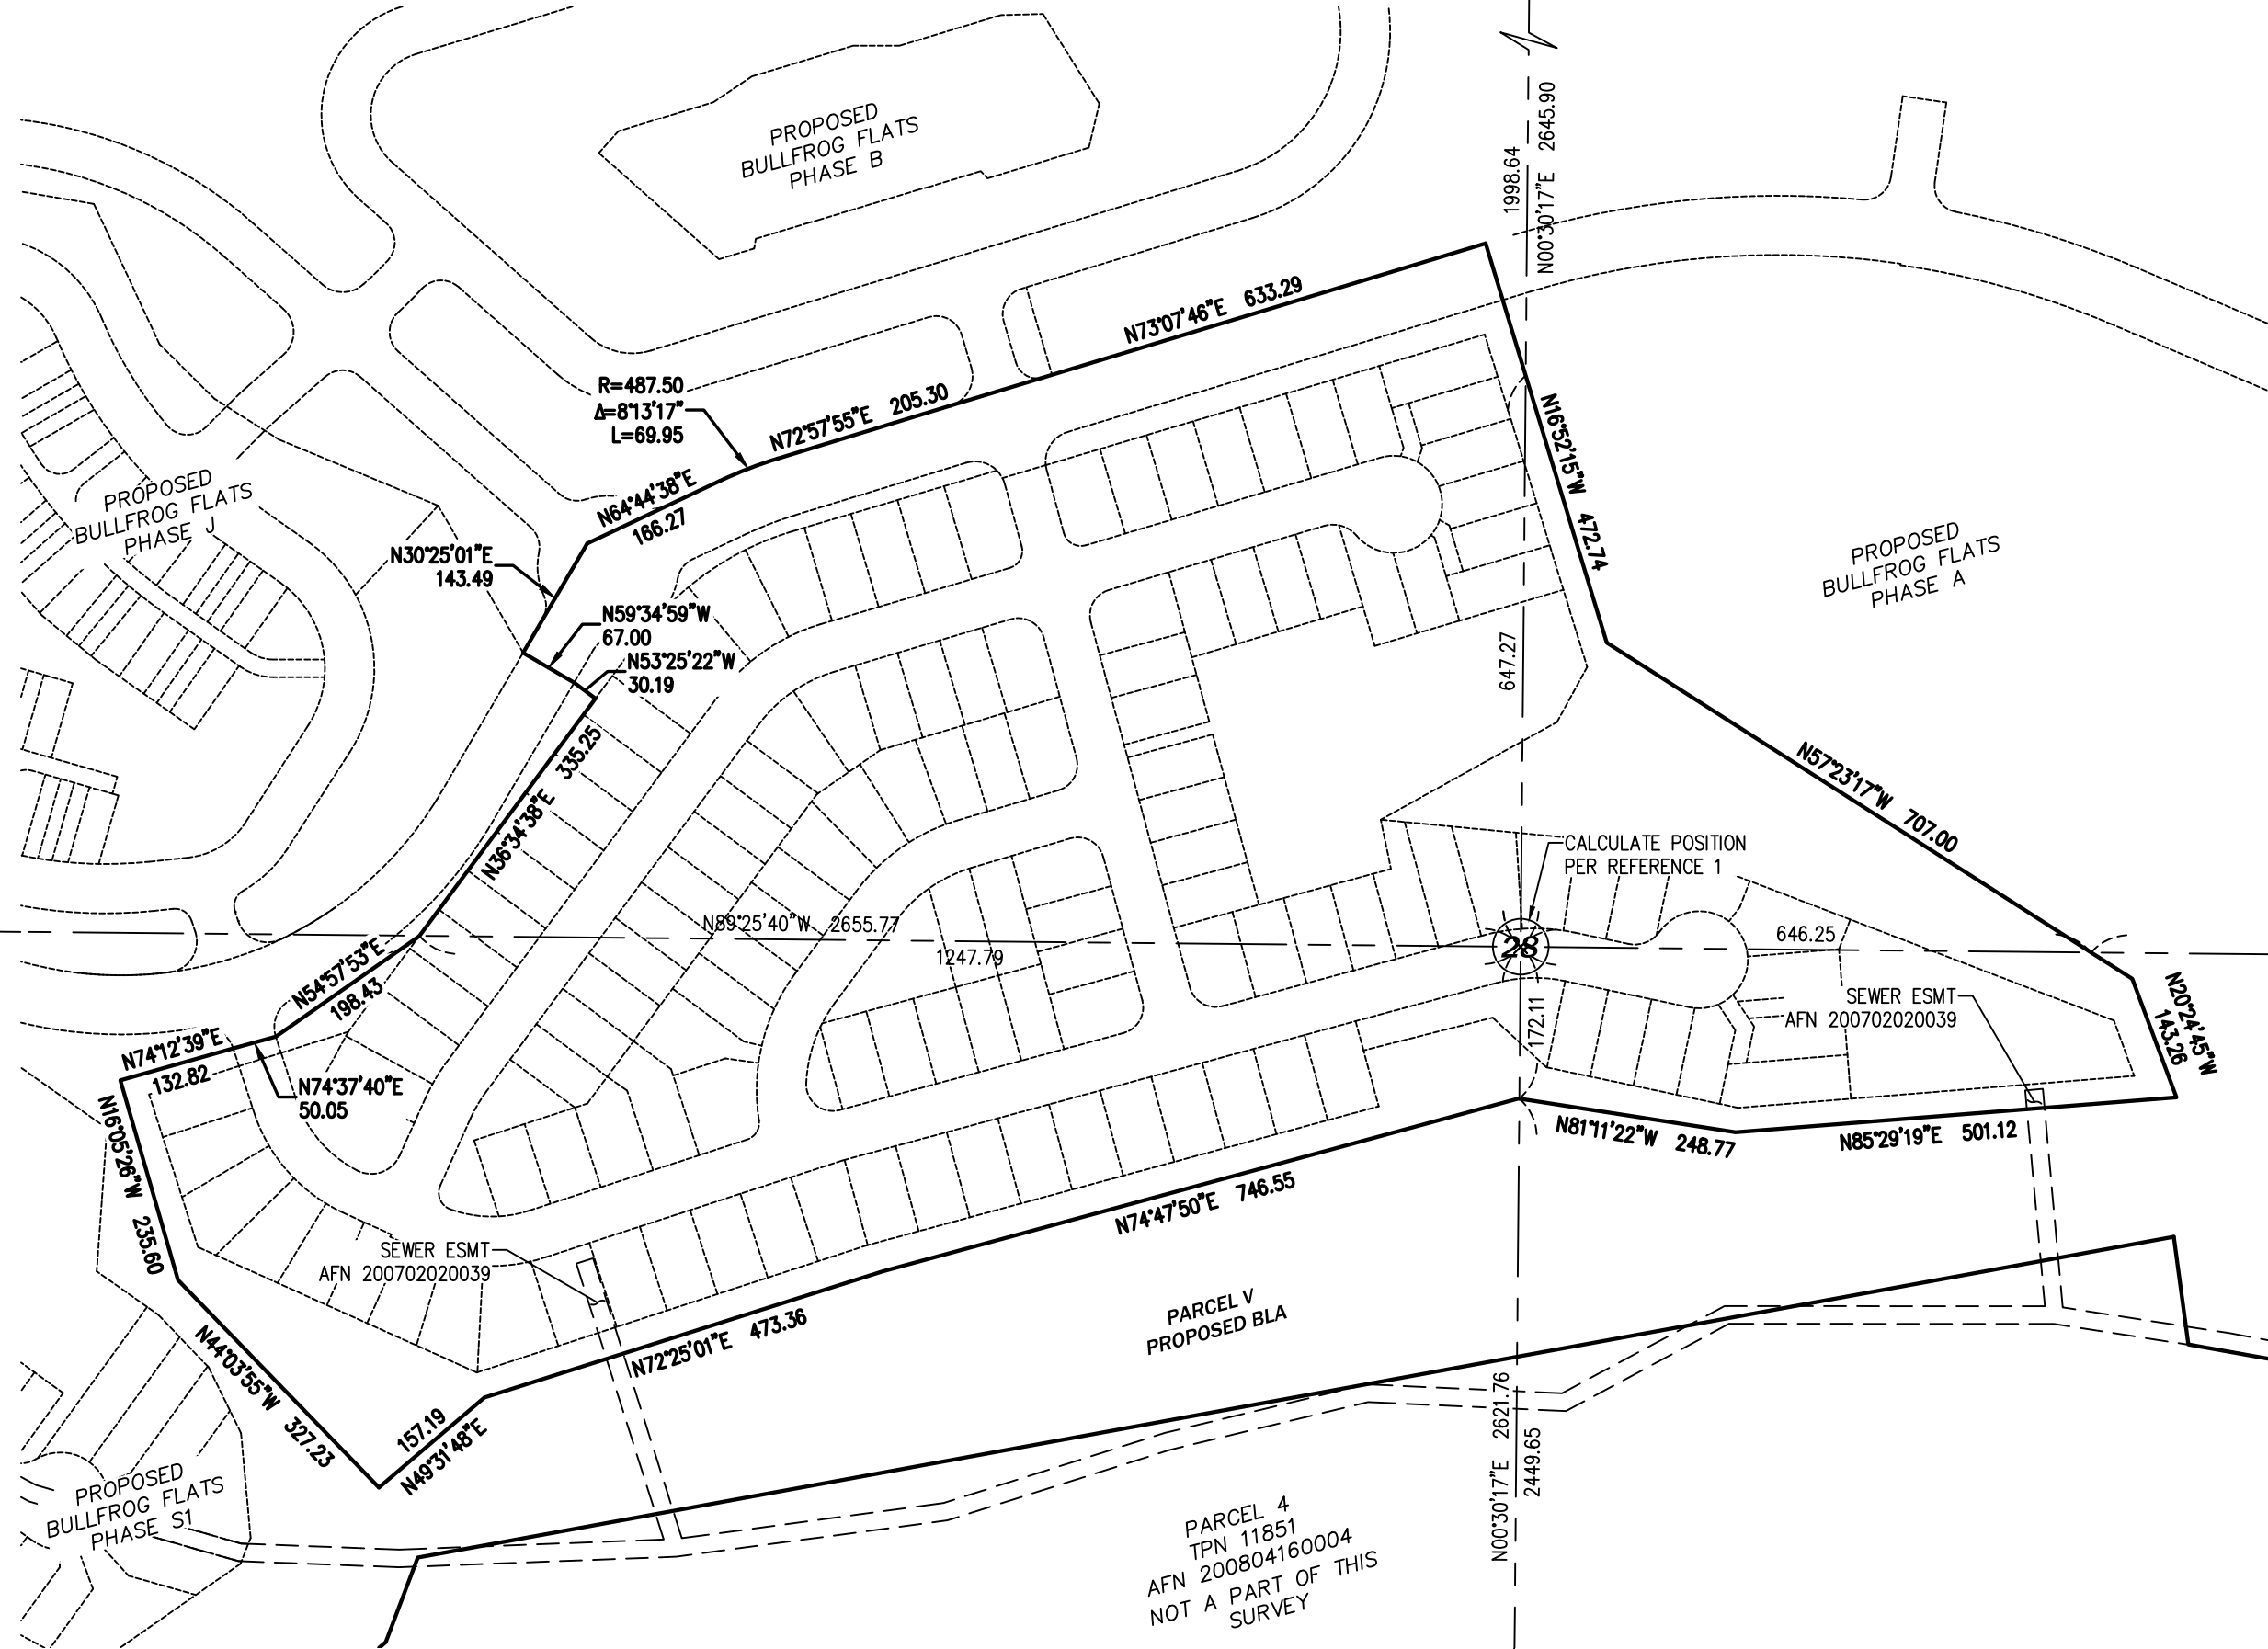 PROPOSED
BULLFROG FLATS
PHASE B
1998.64
N00°30'17"E 2645.90
N73°07'46"E 633.29
R=487.50
Δ=8°13'17"
L=69.95
N72°57'55"E 205.30
N64°44'38"E
166.27
N16°52'15"W 472.74
PROPOSED
BULLFROG FLATS
PHASE J
N30°25'01"E
143.49
N59°34'59"W
67.00
N53°25'22"W
30.19
PROPOSED
BULLFROG FLATS
PHASE A
647.27
N36°34'38"E 335.25
N57°23'17"W 707.00
CALCULATE POSITION
PER REFERENCE 1
N89°25'40"W 2655.77
1247.79
28
646.25
N54°57'53"E
198.43
172.11
SEWER ESMT
AFN 200702020039
N20°24'45"W
143.26
N74°12'39"E
132.82
N74°37'40"E
50.05
N16°05'26"W 235.60
N81°11'22"W 248.77
N85°29'19"E 501.12
N74°47'50"E 746.55
SEWER ESMT
AFN 200702020039
N72°25'01"E 473.36
PARCEL V
PROPOSED BLA
N44°03'55"W 327.23
157.19
N49°31'48"E
N00°30'17"E 2621.76
2449.65
PROPOSED
BULLFROG FLATS
PHASE S1
PARCEL 4
TPN 11851
AFN 200804160004
NOT A PART OF THIS
SURVEY